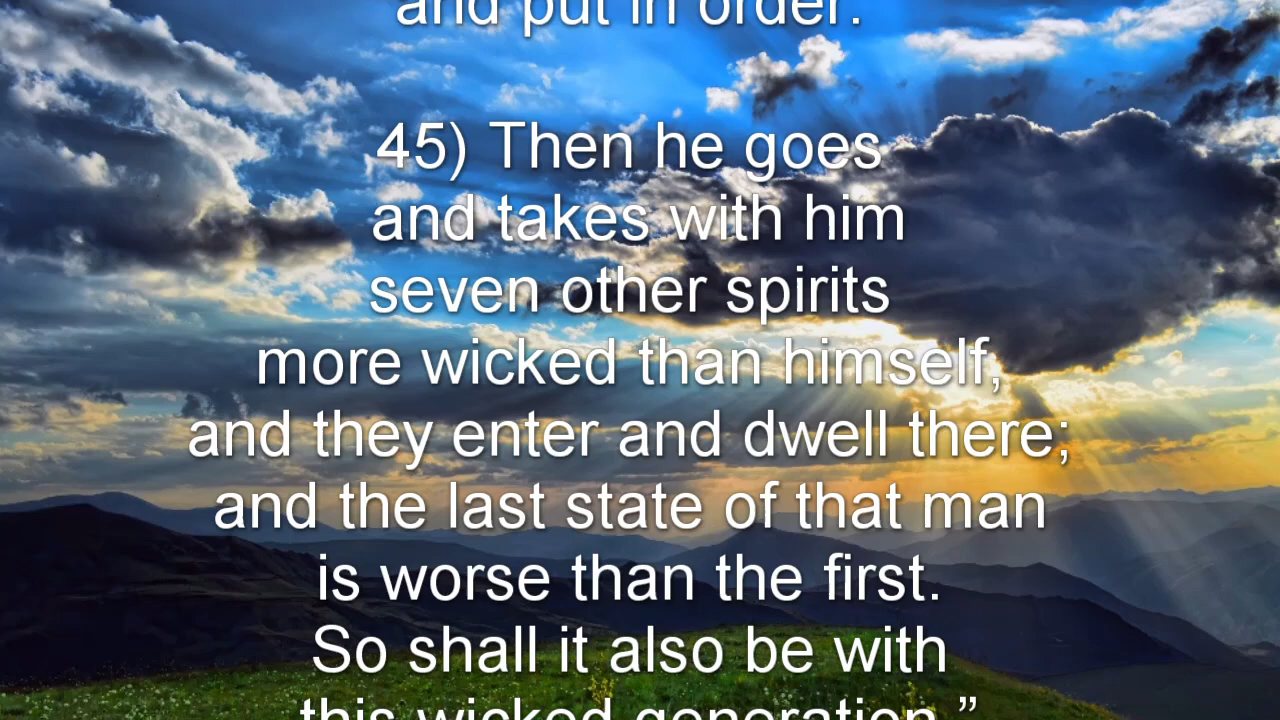 and put in order.
45) Then he goes
and takes with him
seven other spirits
more wicked than himself,
and they enter and dwell there;
and the last state of that man
is worse than the first.
So shall it also be with
this wicked generation.”